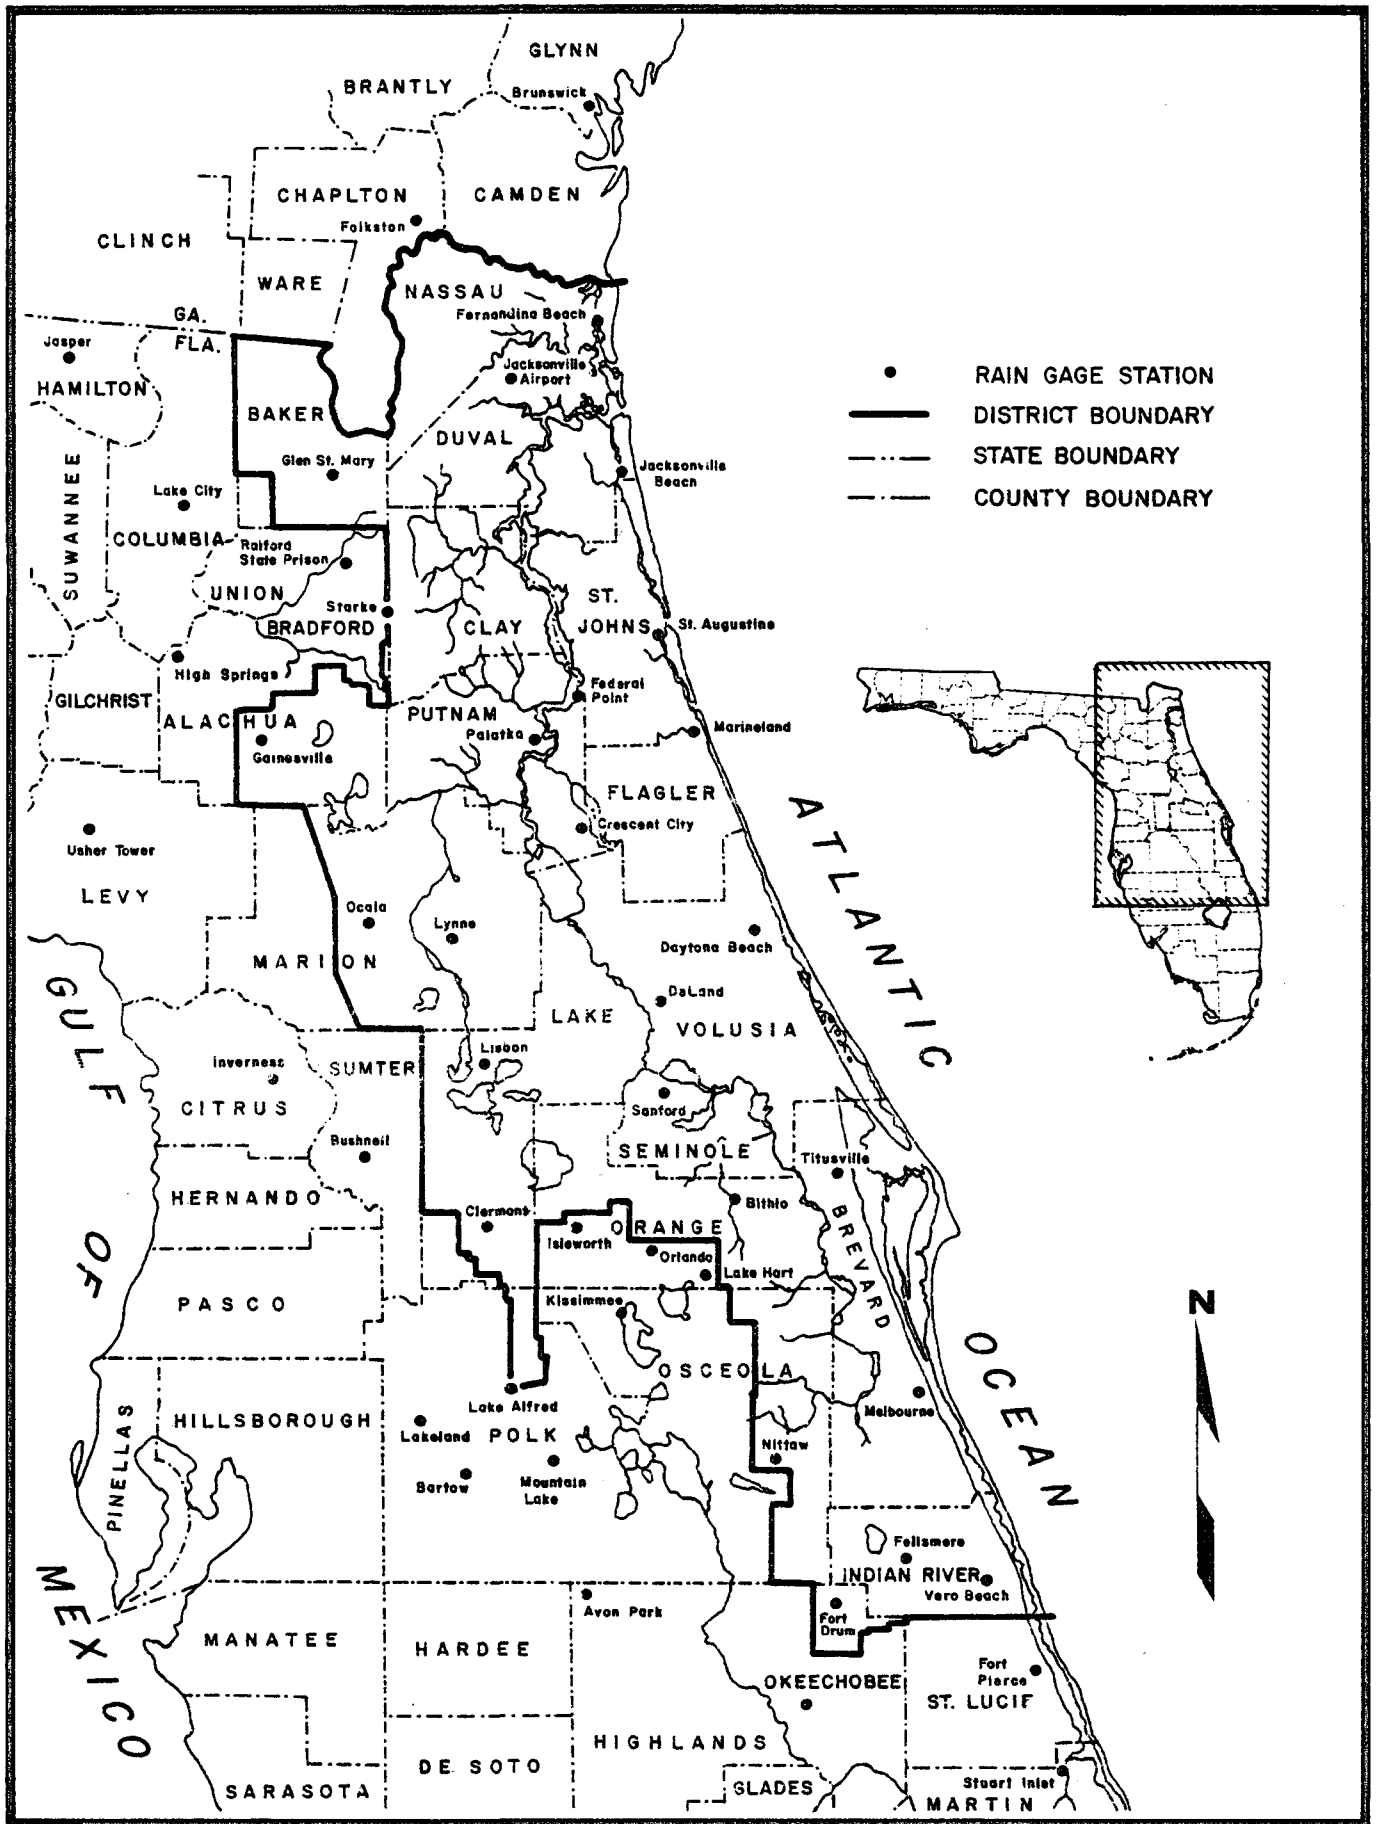 GLYNN
BRANTLY
Brunswick
CHAPLTON
CAMDEN
Folkston
CLINCH
WARE
NASSAU
GA.
Fernandina Beach
FLA.
Jasper
Jacksonville
Airport
HAMILTON
RAIN GAGE STATION
BAKER
DISTRICT BOUNDARY
DUVAL
STATE BOUNDARY
Glen St. Mary
Jacksonville
Beach
SUWANNEE
Lake City
COUNTY BOUNDARY
COLUMBIA
Raiford
State Prison
UNION
ST.
JOHNS
Starke
BRADFORD
CLAY
St. Augustine
High Springs
Federal
Point
GILCHRIST
ALACHUA
PUTNAM
Palatka
Marineland
Gainesville
FLAGLER
Crescent City
Usher Tower
LEVY
ATLANTIC
Ocala
Lynne
Daytona Beach
MARION
GULF
DeLand
LAKE
VOLUSIA
Lisbon
Inverness
SUMTER
CITRUS
Sanford
Bushnell
SEMINOLE
Titusville
HERNANDO
Bithlo
Clermont
ORANGE
BREVARD
Isleworth
Orlando
OF
Lake Hart
PASCO
Kissimmee
N
OCEAN
OSCEOLA
Melbourne
Lake Alfred
HILLSBOROUGH
Lakeland
POLK
PINELLAS
Nittaw
Bartow
Mountain
Lake
Fellsmere
INDIAN RIVER
Vero Beach
MEXICO
Avon Park
Fort
Drum
MANATEE
HARDEE
Fort
Pierce
OKEECHOBEE
ST. LUCIE
HIGHLANDS
DE SOTO
GLADES
Stuart Inlet
SARASOTA
MARTIN